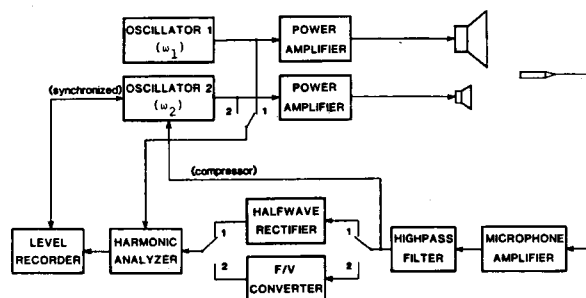 OSCILLATOR 1
(ω1)
POWER
AMPLIFIER
(synchronized)
OSCILLATOR 2
(ω2)
2
1
POWER
AMPLIFIER
(compressor)
LEVEL
RECORDER
HARMONIC
ANALYZER
1
2
HALFWAVE
RECTIFIER
F/V
CONVERTER
1
2
HIGHPASS
FILTER
MICROPHONE
AMPLIFIER